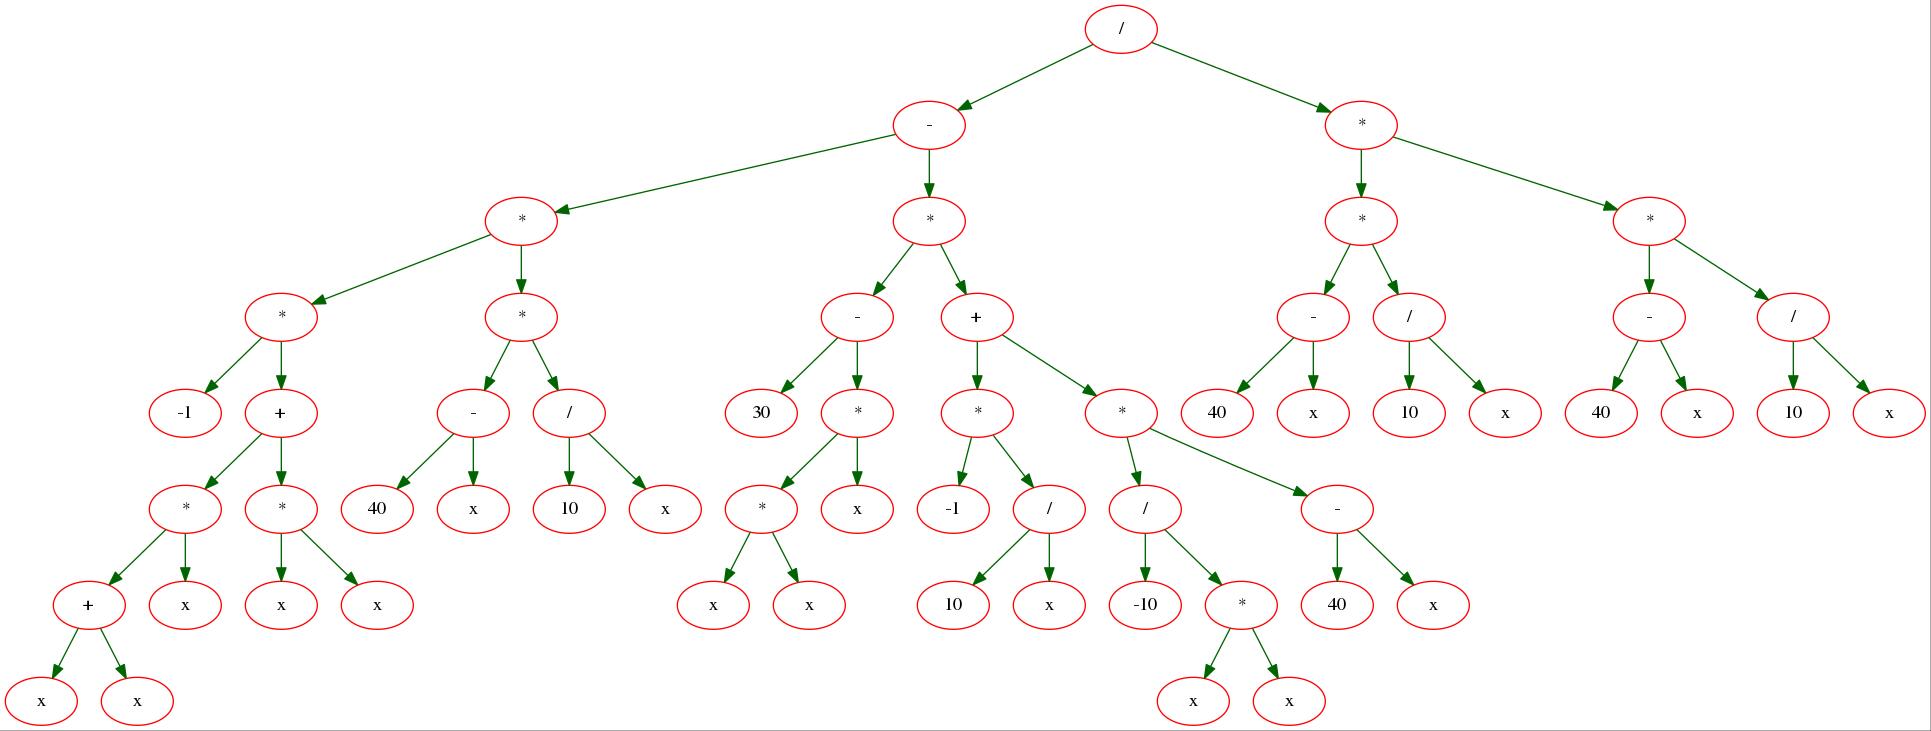 /
- *
* * * *
* * - + - / - /
-1 + - / 30 * * * 40 x 10 x 40 x 10 x
* * 40 x 10 x * x -1 / / -
+ x x x x x 10 x -10 * 40 x
x x x x